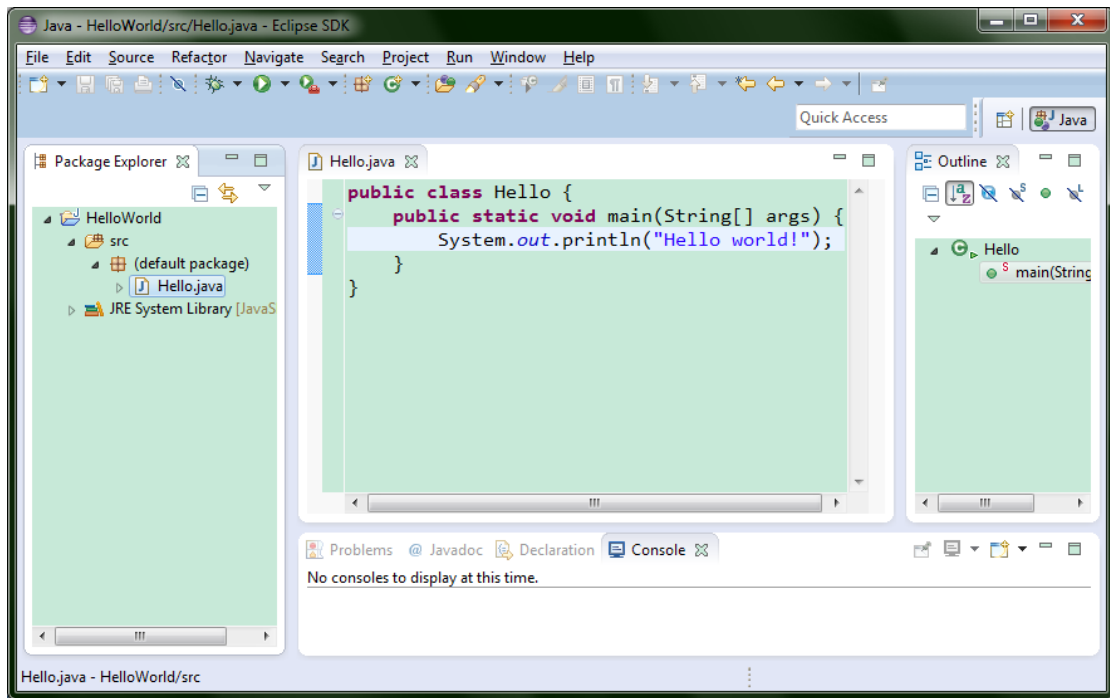 Java - HelloWorld/src/Hello.java - Eclipse SDK
File Edit Source Refactor Navigate Search Project Run Window Help
Quick Access
Java
Package Explorer
HelloWorld
src
(default package)
Hello.java
JRE System Library [JavaS
Hello.java
public class Hello {
    public static void main(String[] args) {
        System.out.println("Hello world!");
    }
}
Outline
Hello
main(String
Problems @ Javadoc Declaration Console
No consoles to display at this time.
Hello.java - HelloWorld/src